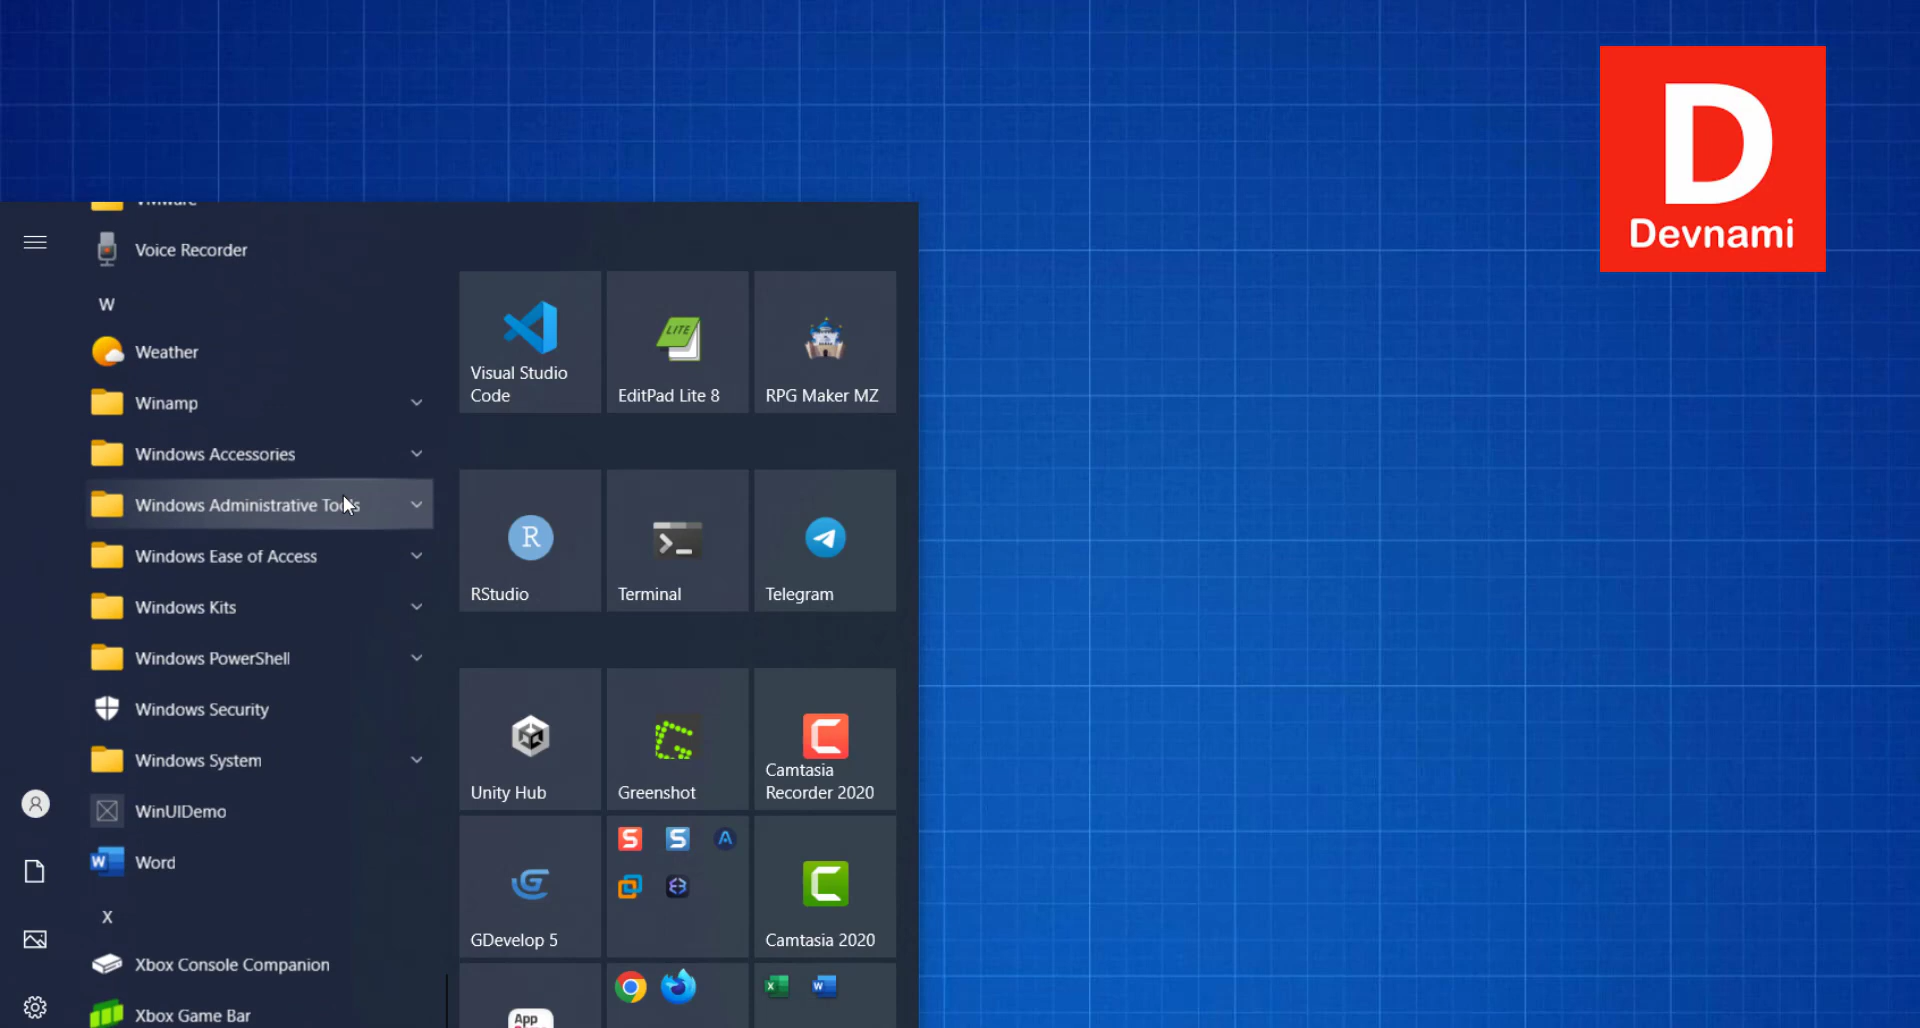 D
Devnami
VMware
Voice Recorder
W
Weather
Winamp
Windows Accessories
Windows Administrative Tools
Windows Ease of Access
Windows Kits
Windows PowerShell
Windows Security
Windows System
WinUIDemo
Word
X
Xbox Console Companion
Xbox Game Bar
Visual Studio
Code
LITE
EditPad Lite 8
RPG Maker MZ
R
RStudio
Terminal
Telegram
Unity Hub
Greenshot
Camtasia
Recorder 2020
GDevelop 5
Camtasia 2020
App